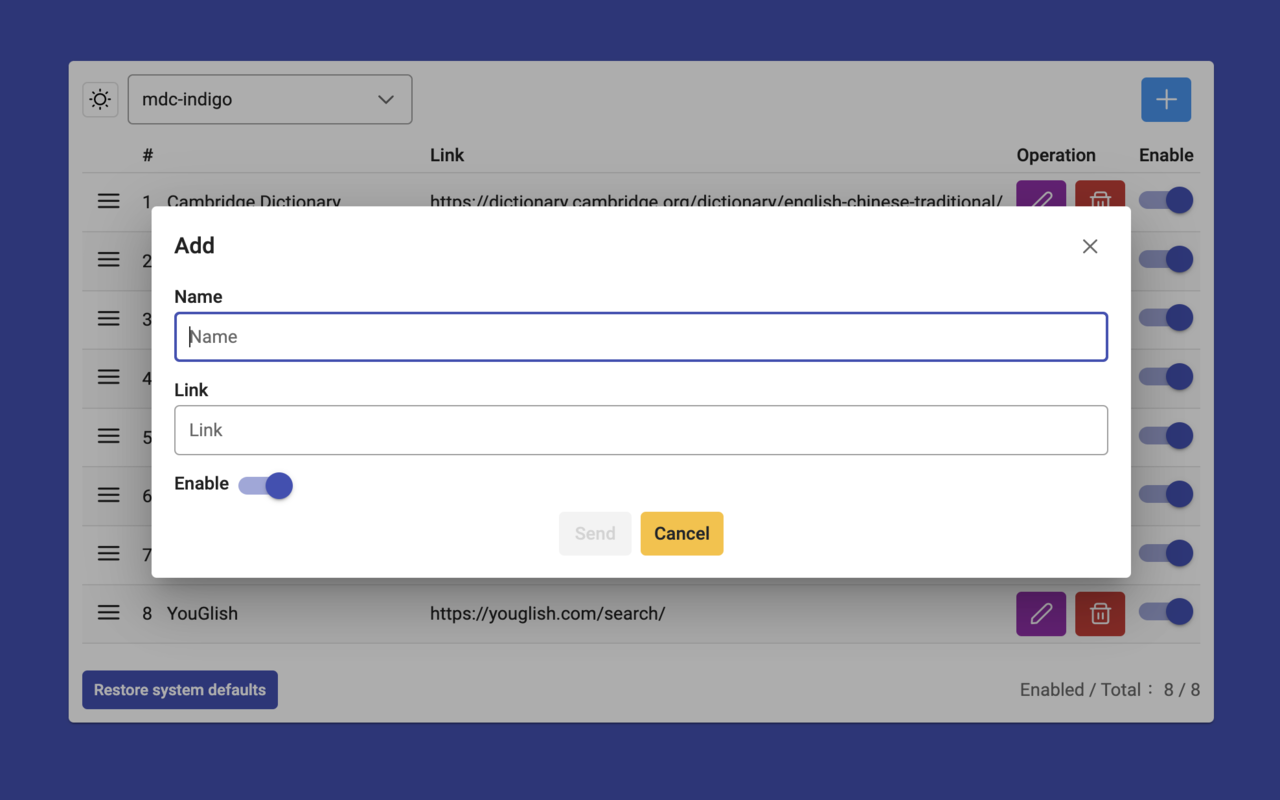 mdc-indigo
# Link Operation Enable
1 Cambridge Dictionary https://dictionary.cambridge.org/dictionary/english-chinese-traditional/
2
Add
Name
3
Name
4
Link
Link
5
Enable
6
Send Cancel
7
8 YouGlish https://youglish.com/search/
Restore system defaults
Enabled / Total： 8 / 8